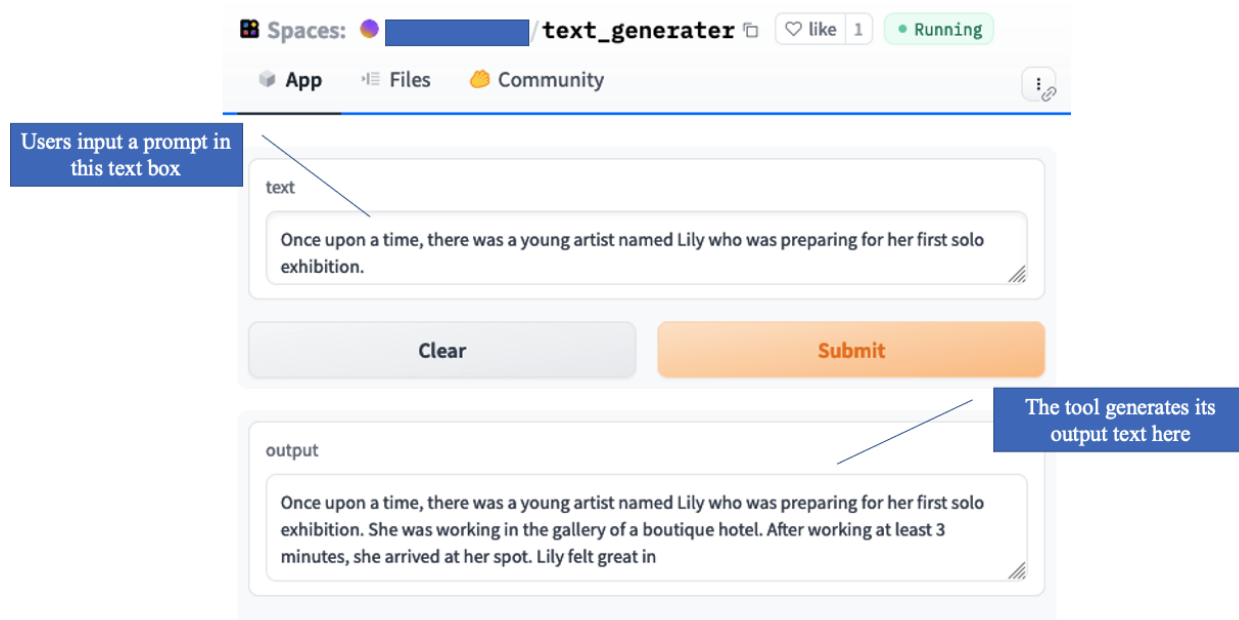 Spaces: /text_generater like 1 Running
App Files Community
Users input a prompt in
this text box
text
Once upon a time, there was a young artist named Lily who was preparing for her first solo
exhibition.
Clear Submit
The tool generates its
output text here
output
Once upon a time, there was a young artist named Lily who was preparing for her first solo
exhibition. She was working in the gallery of a boutique hotel. After working at least 3
minutes, she arrived at her spot. Lily felt great in